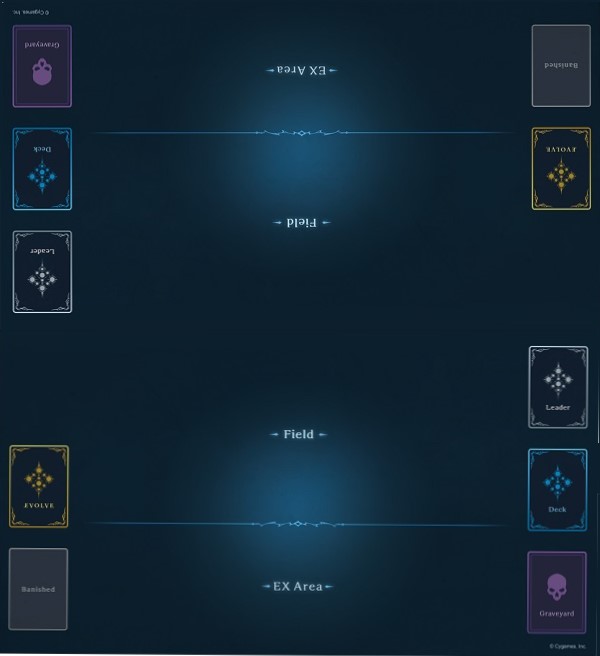 © Cygames, Inc.
Graveyard
EX Area
Banished
Deck
EVOLVE
Field
Leader
Leader
Field
EVOLVE
Deck
Banished
EX Area
Graveyard
© Cygames, Inc.